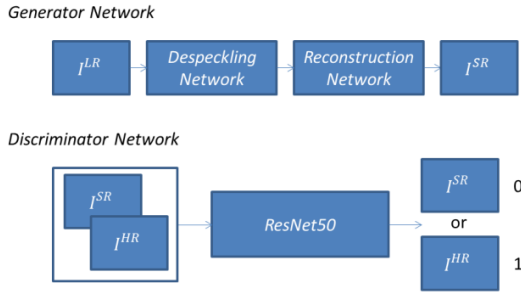 Generator Network
I^{LR}
Despeckling
Network
Reconstruction
Network
I^{SR}
Discriminator Network
I^{SR}
I^{HR}
ResNet50
I^{SR}
0
or
I^{HR}
1